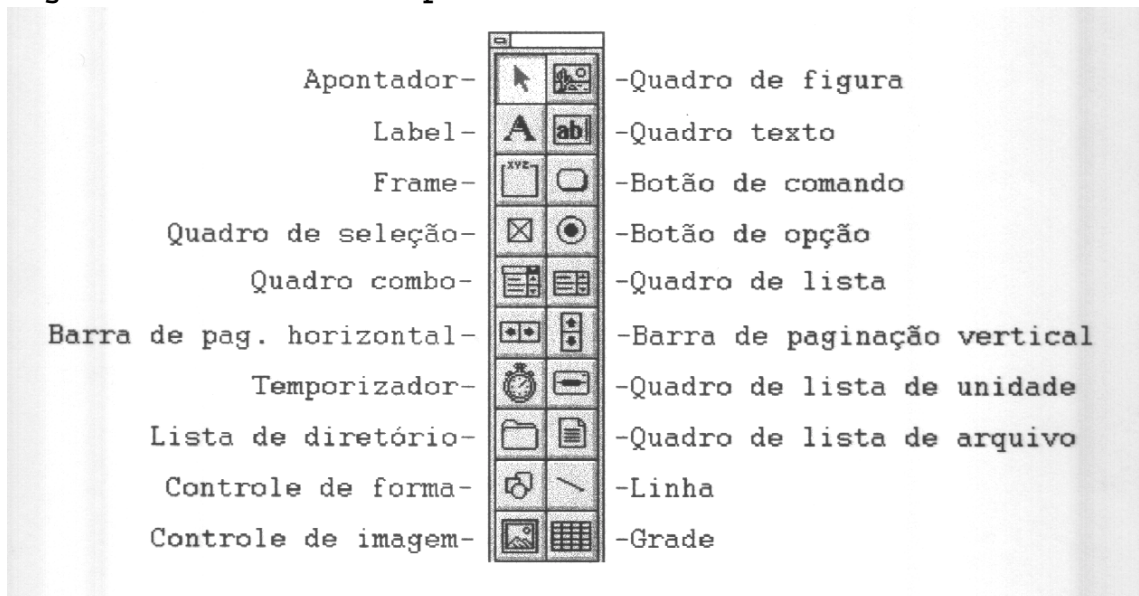 Apontador- -Quadro de figura
Label- A ab -Quadro texto
Frame- XYZ -Botão de comando
Quadro de seleção- -Botão de opção
Quadro combo- -Quadro de lista
Barra de pag. horizontal- -Barra de paginação vertical
Temporizador- -Quadro de lista de unidade
Lista de diretório- -Quadro de lista de arquivo
Controle de forma- -Linha
Controle de imagem- -Grade